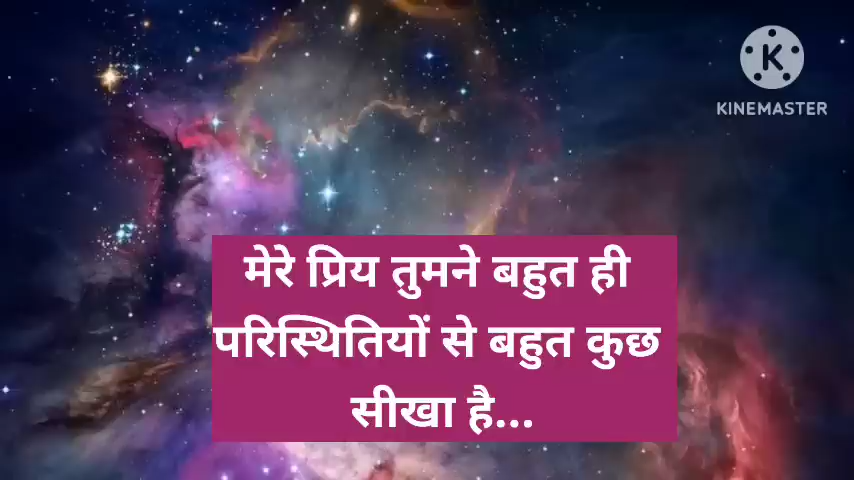 K
KINEMASTER
मेरे प्रिय तुमने बहुत ही
परिस्थितियों से बहुत कुछ
सीखा है...